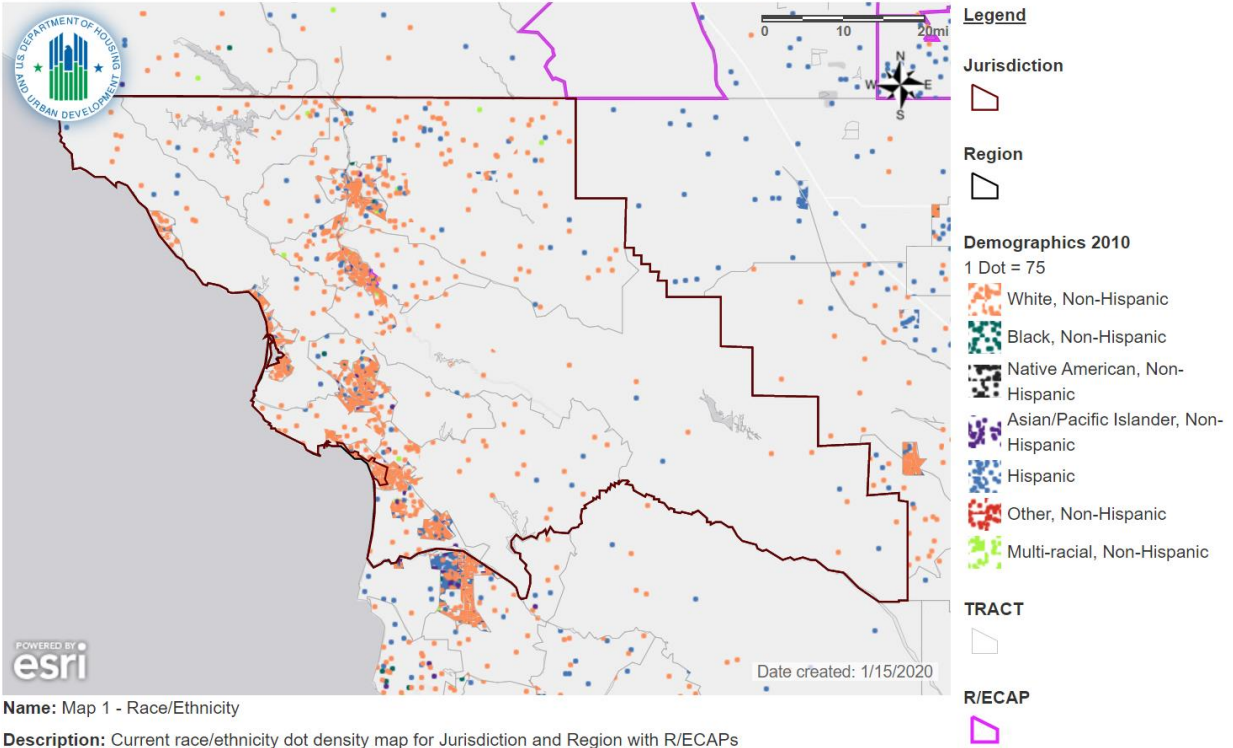 U.S. DEPARTMENT OF HOUSING
AND URBAN DEVELOPMENT
0 10 20mi
N
W E
S
POWERED BY
esri
Date created: 1/15/2020
Legend
Jurisdiction
Region
Demographics 2010
1 Dot = 75
White, Non-Hispanic
Black, Non-Hispanic
Native American, Non-
Hispanic
Asian/Pacific Islander, Non-
Hispanic
Hispanic
Other, Non-Hispanic
Multi-racial, Non-Hispanic
TRACT
R/ECAP
Name: Map 1 - Race/Ethnicity
Description: Current race/ethnicity dot density map for Jurisdiction and Region with R/ECAPs